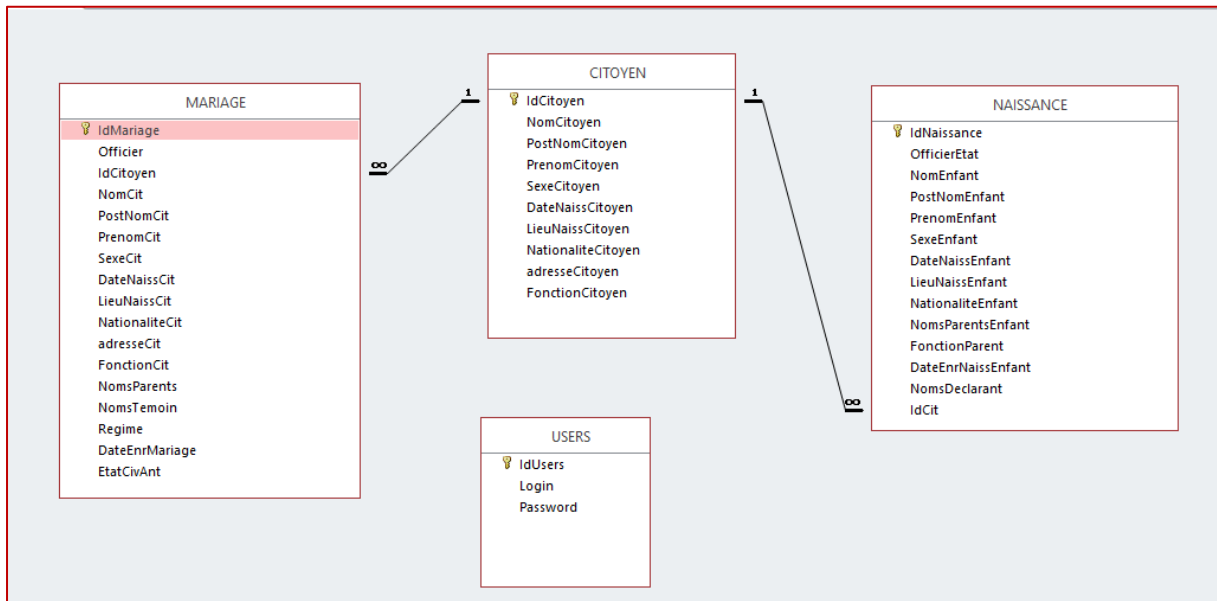 MARIAGE
IdMariage
Officier
IdCitoyen
NomCit
PostNomCit
PrenomCit
SexeCit
DateNaissCit
LieuNaissCit
NationaliteCit
adresseCit
FonctionCit
NomsParents
NomsTemoin
Regime
DateEnrMariage
EtatCivAnt
∞
1
CITOYEN
IdCitoyen
NomCitoyen
PostNomCitoyen
PrenomCitoyen
SexeCitoyen
DateNaissCitoyen
LieuNaissCitoyen
NationaliteCitoyen
adresseCitoyen
FonctionCitoyen
1
∞
NAISSANCE
IdNaissance
OfficierEtat
NomEnfant
PostNomEnfant
PrenomEnfant
SexeEnfant
DateNaissEnfant
LieuNaissEnfant
NationaliteEnfant
NomsParentsEnfant
FonctionParent
DateEnrNaissEnfant
NomsDeclarant
IdCit
USERS
IdUsers
Login
Password